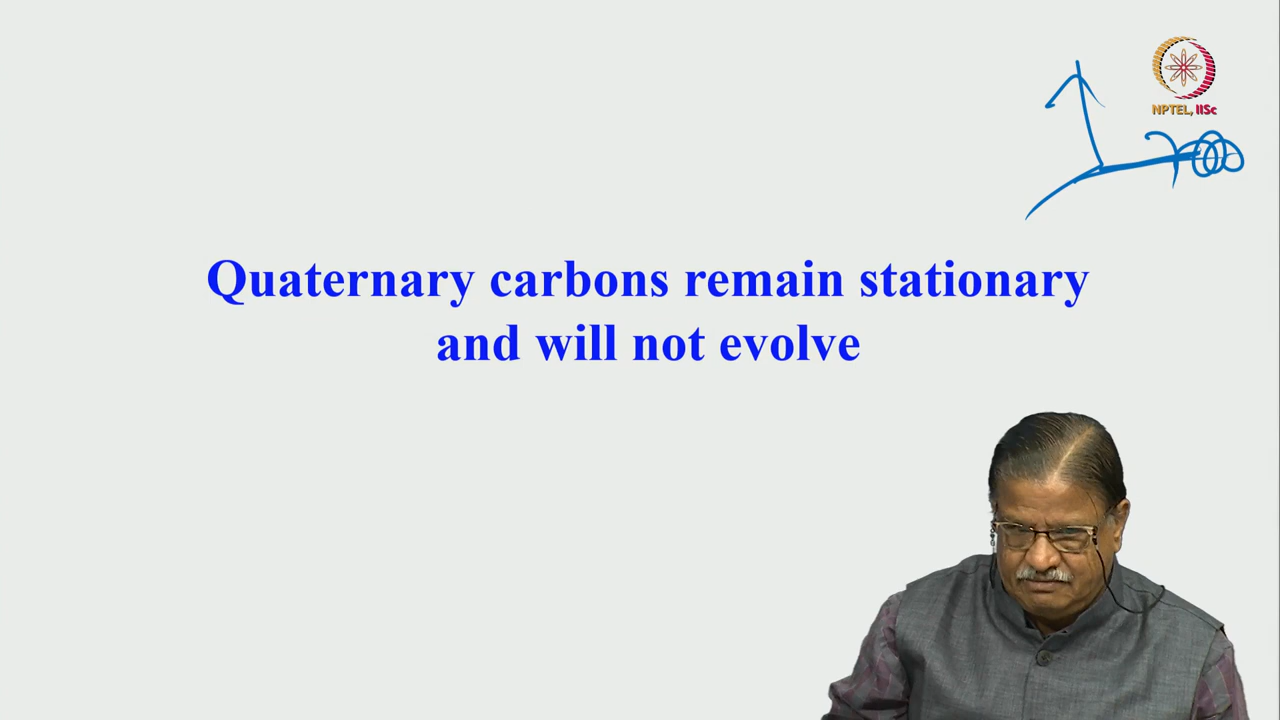 NPTEL, IISc
Quaternary carbons remain stationary
and will not evolve